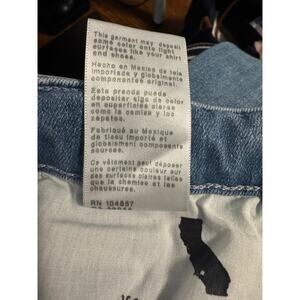 This garment may deposit
some color onto light
surfaces like your shirt
and shoes.
Hecho en Mexico de tela
importada y globalmente
componentes original.
Esta prenda puede
depositar algo de color
en superficies claras
como la camisa y los
zapatos.
Fabriqué au Mexique
de tissu importé et
globalement composants
sources.
Ce vêtement peut déposer
une certaine couleur sur
des surfaces claires telles
que la chemise et les
chaussures.
RN 104857